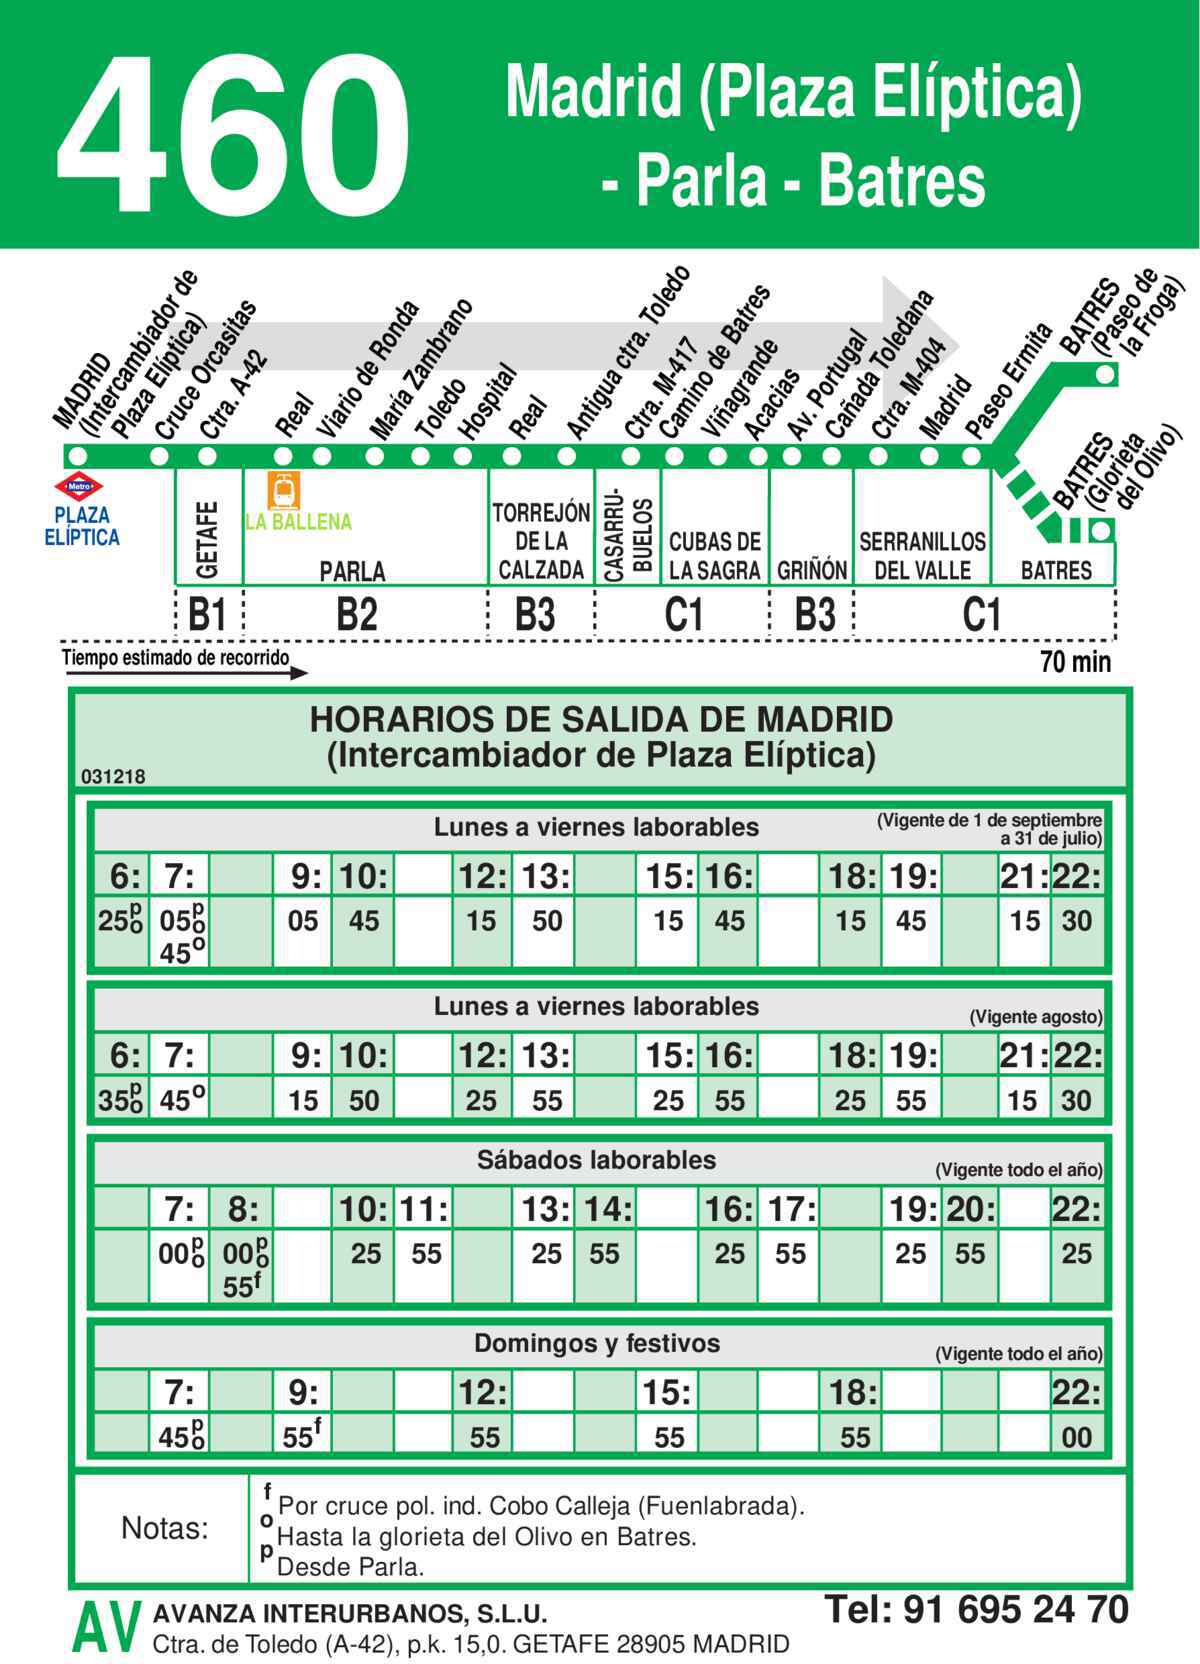 460
Madrid (Plaza Elíptica)
- Parla - Batres
MADRID
(Intercambiador de
Plaza Elíptica)
Cruce Orcasitas
Ctra. A-42
Real
Viario de Ronda
María Zambrano
Toledo
Hospital
Real
Antigua ctra. Toledo
Ctra. M-417
Camino de Batres
Viñagrande
Acacias
Av. Portugal
Cañada Toledana
Ctra. M-404
Madrid
Paseo Ermita
BATRES
(Paseo de
la Froga)
BATRES
(Glorieta
del Olivo)
Metro
PLAZA
ELÍPTICA
LA BALLENA
GETAFE
PARLA
TORREJÓN
DE LA
CALZADA
CASARRU-
BUELOS
CUBAS DE
LA SAGRA
GRIÑÓN
SERRANILLOS
DEL VALLE
BATRES
B1 B2 B3 C1 B3 C1
Tiempo estimado de recorrido
70 min
HORARIOS DE SALIDA DE MADRID
(Intercambiador de Plaza Elíptica)
031218
Lunes a viernes laborables
(Vigente de 1 de septiembre
a 31 de julio)
6: 7: 9: 10: 12: 13: 15: 16: 18: 19: 21: 22:
25po 05po 05 45 15 50 15 45 15 45 15 30
45o
Lunes a viernes laborables
(Vigente agosto)
6: 7: 9: 10: 12: 13: 15: 16: 18: 19: 21: 22:
35po 45o 15 50 25 55 25 55 25 55 15 30
Sábados laborables
(Vigente todo el año)
7: 8: 10: 11: 13: 14: 16: 17: 19: 20: 22:
00po 00po 25 55 25 55 25 55 25 55 25
55f
Domingos y festivos
(Vigente todo el año)
7: 9: 12: 15: 18: 22:
45po 55f 55 55 55 00
Notas:
f Por cruce pol. ind. Cobo Calleja (Fuenlabrada).
o Hasta la glorieta del Olivo en Batres.
p Desde Parla.
AV
AVANZA INTERURBANOS, S.L.U.
Ctra. de Toledo (A-42), p.k. 15,0. GETAFE 28905 MADRID
Tel: 91 695 24 70